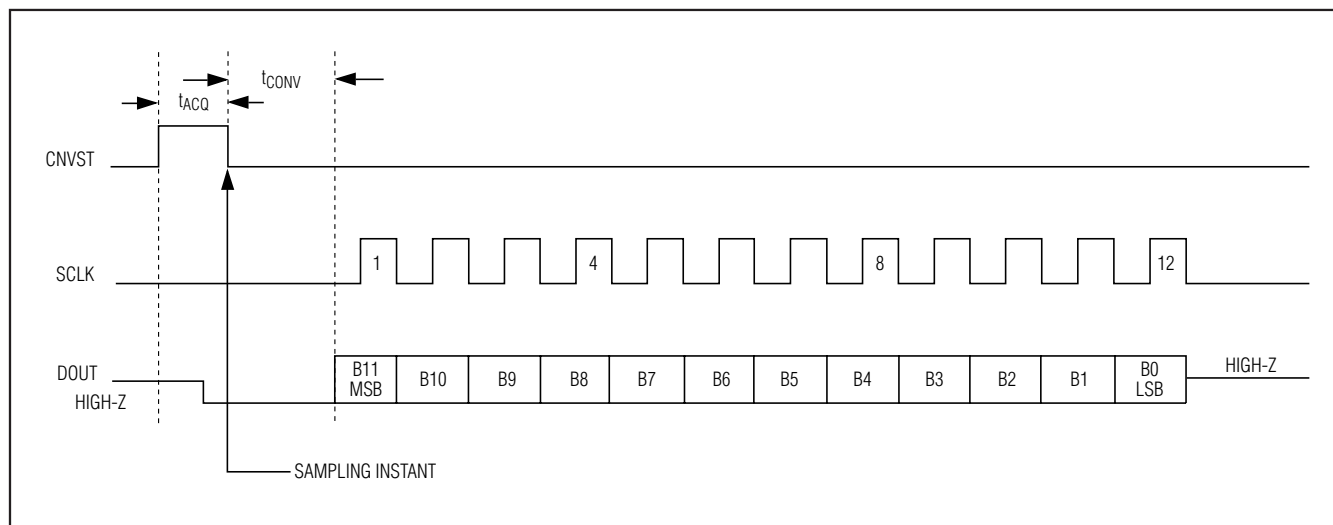 tCONV
tACQ
CNVST
SCLK
1
4
8
12
DOUT
HIGH-Z
B11
MSB
B10
B9
B8
B7
B6
B5
B4
B3
B2
B1
B0
LSB
HIGH-Z
SAMPLING INSTANT